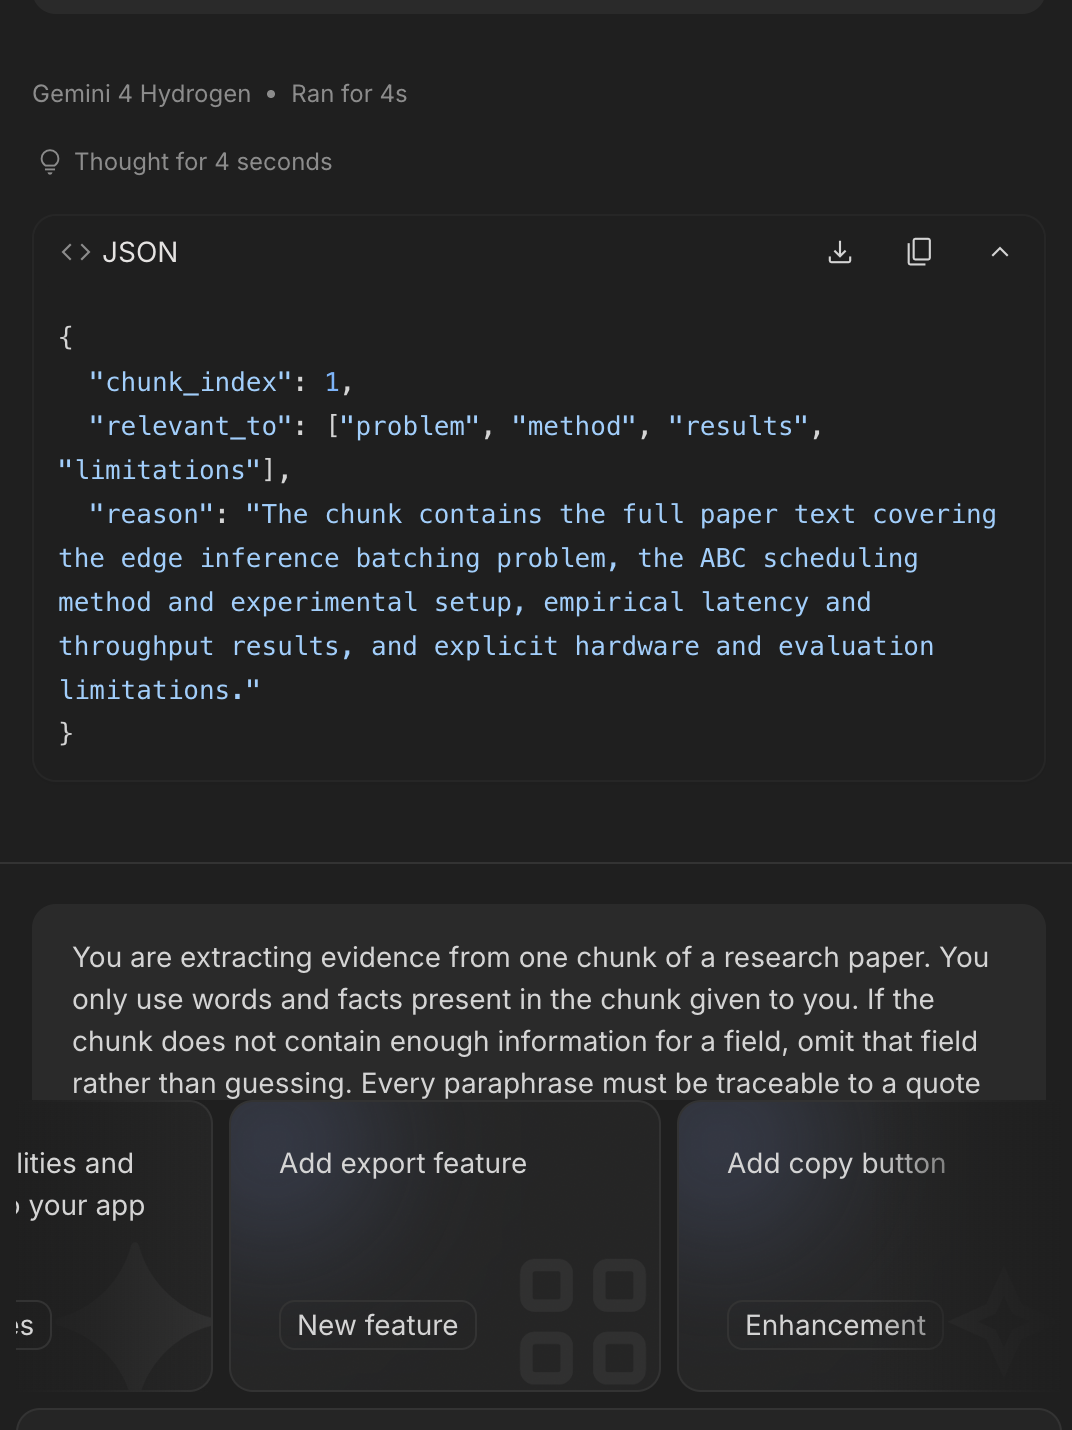 Gemini 4 Hydrogen • Ran for 4s
Thought for 4 seconds
<> JSON
{
  "chunk_index": 1,
  "relevant_to": ["problem", "method", "results",
"limitations"],
  "reason": "The chunk contains the full paper text covering
the edge inference batching problem, the ABC scheduling
method and experimental setup, empirical latency and
throughput results, and explicit hardware and evaluation
limitations."
}
You are extracting evidence from one chunk of a research paper. You
only use words and facts present in the chunk given to you. If the
chunk does not contain enough information for a field, omit that field
rather than guessing. Every paraphrase must be traceable to a quote
lities and
your app
es
Add export feature
New feature
Add copy button
Enhancement